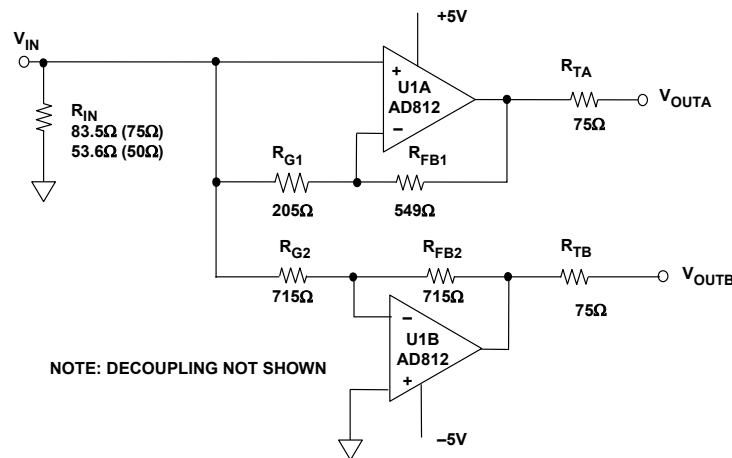 +5V
V_IN
U1A
AD812
R_TA
V_OUTA
75Ω
R_IN
83.5Ω (75Ω)
53.6Ω (50Ω)
R_G1
R_FB1
205Ω
549Ω
R_G2
R_FB2
R_TB
V_OUTB
715Ω
715Ω
75Ω
U1B
AD812
NOTE: DECOUPLING NOT SHOWN
–5V